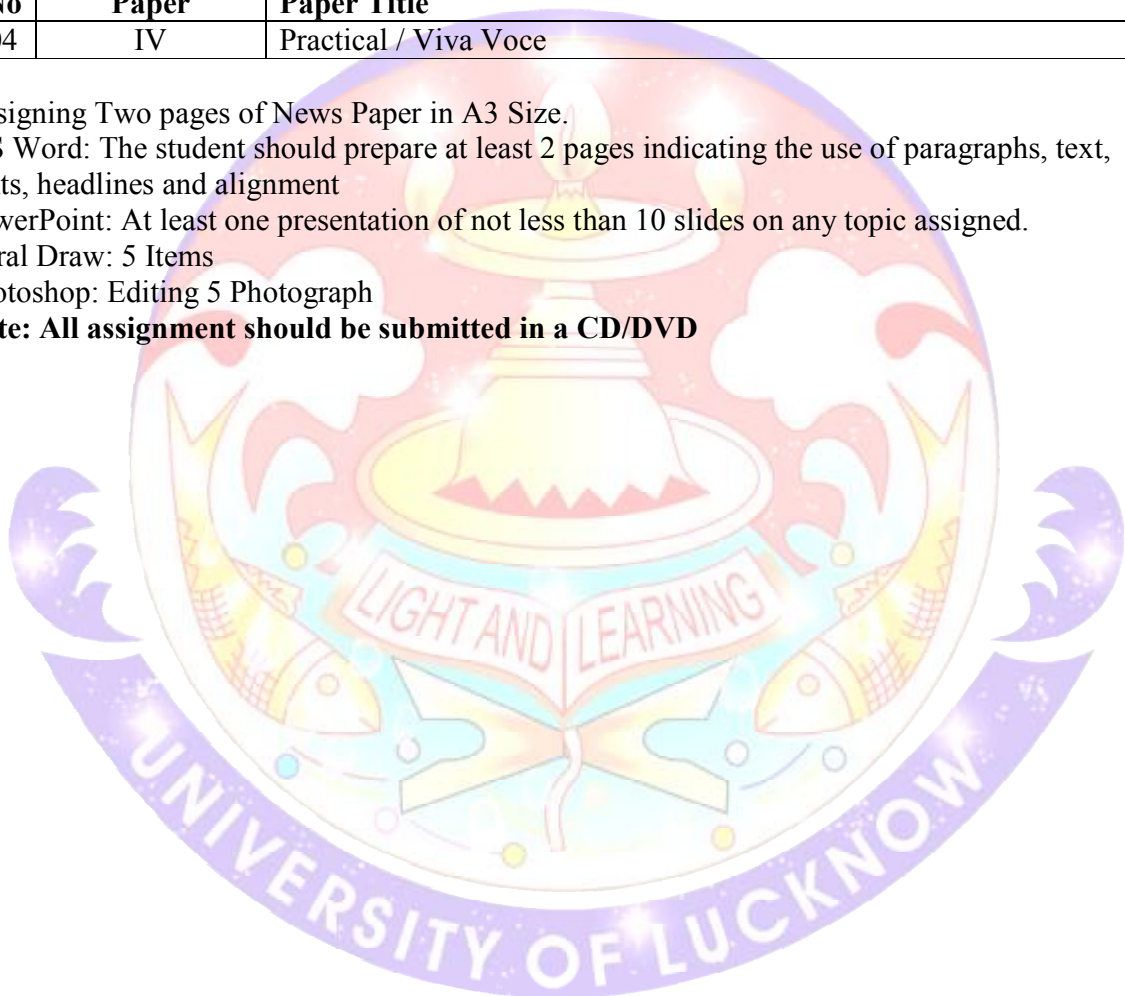 No Paper Paper Title
04 IV Practical / Viva Voce
signing Two pages of News Paper in A3 Size.
S Word: The student should prepare at least 2 pages indicating the use of paragraphs, text,
ts, headlines and alignment
werPoint: At least one presentation of not less than 10 slides on any topic assigned.
ral Draw: 5 Items
otoshop: Editing 5 Photograph
te: All assignment should be submitted in a CD/DVD
LIGHT AND LEARNING
UNIVERSITY OF LUCKNOW